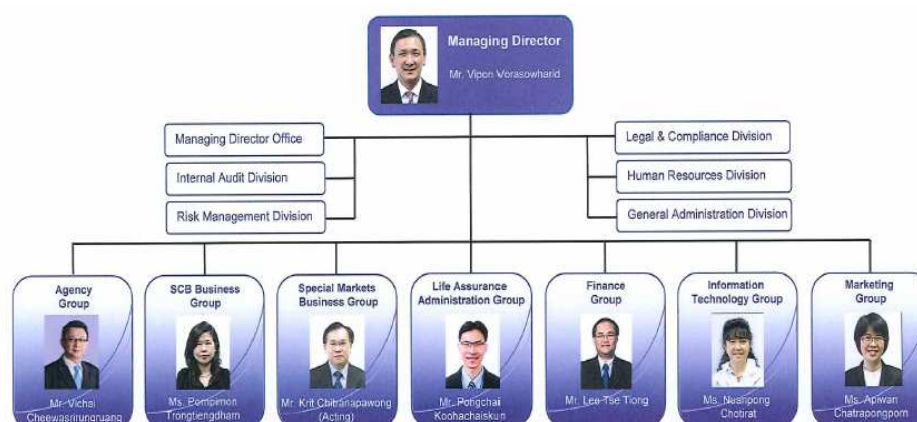 Managing Director
Mr. Vipon Vorasowharid
Managing Director Office
Internal Audit Division
Risk Management Division
Legal & Compliance Division
Human Resources Division
General Administration Division
Agency
Group
Mr. Vichai
Cheewasrirungruang
SCB Business
Group
Ms. Pornpimon
Trongtiengdharm
Special Markets
Business Group
Mr. Krit Chitranapawong
(Acting)
Life Assurance
Administration Group
Mr. Pongchai
Koohachaiskun
Finance
Group
Mr. Lee Tse Tiong
Information
Technology Group
Ms. Nualpong
Chotirat
Marketing
Group
Ms. Apiwan
Chatrapongporn